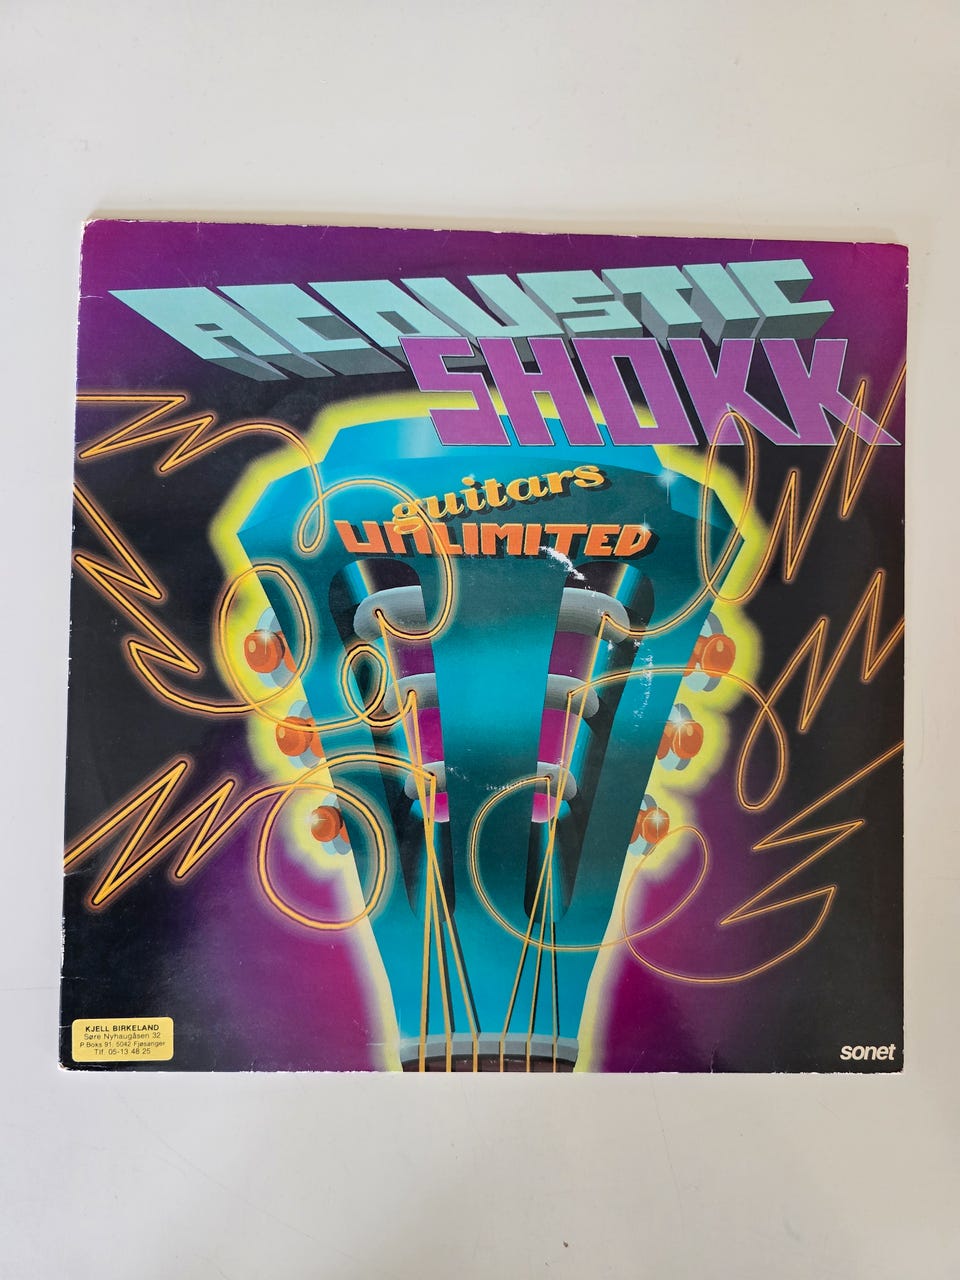 ACOUSTIC
SHOKK
guitars
UNLIMITED
KJELL BIRKELAND
Søre Nyhaugåsen 32
P.Boks 91, 5042 Fjøsanger
Tlf. 05-13 48 25
sonet